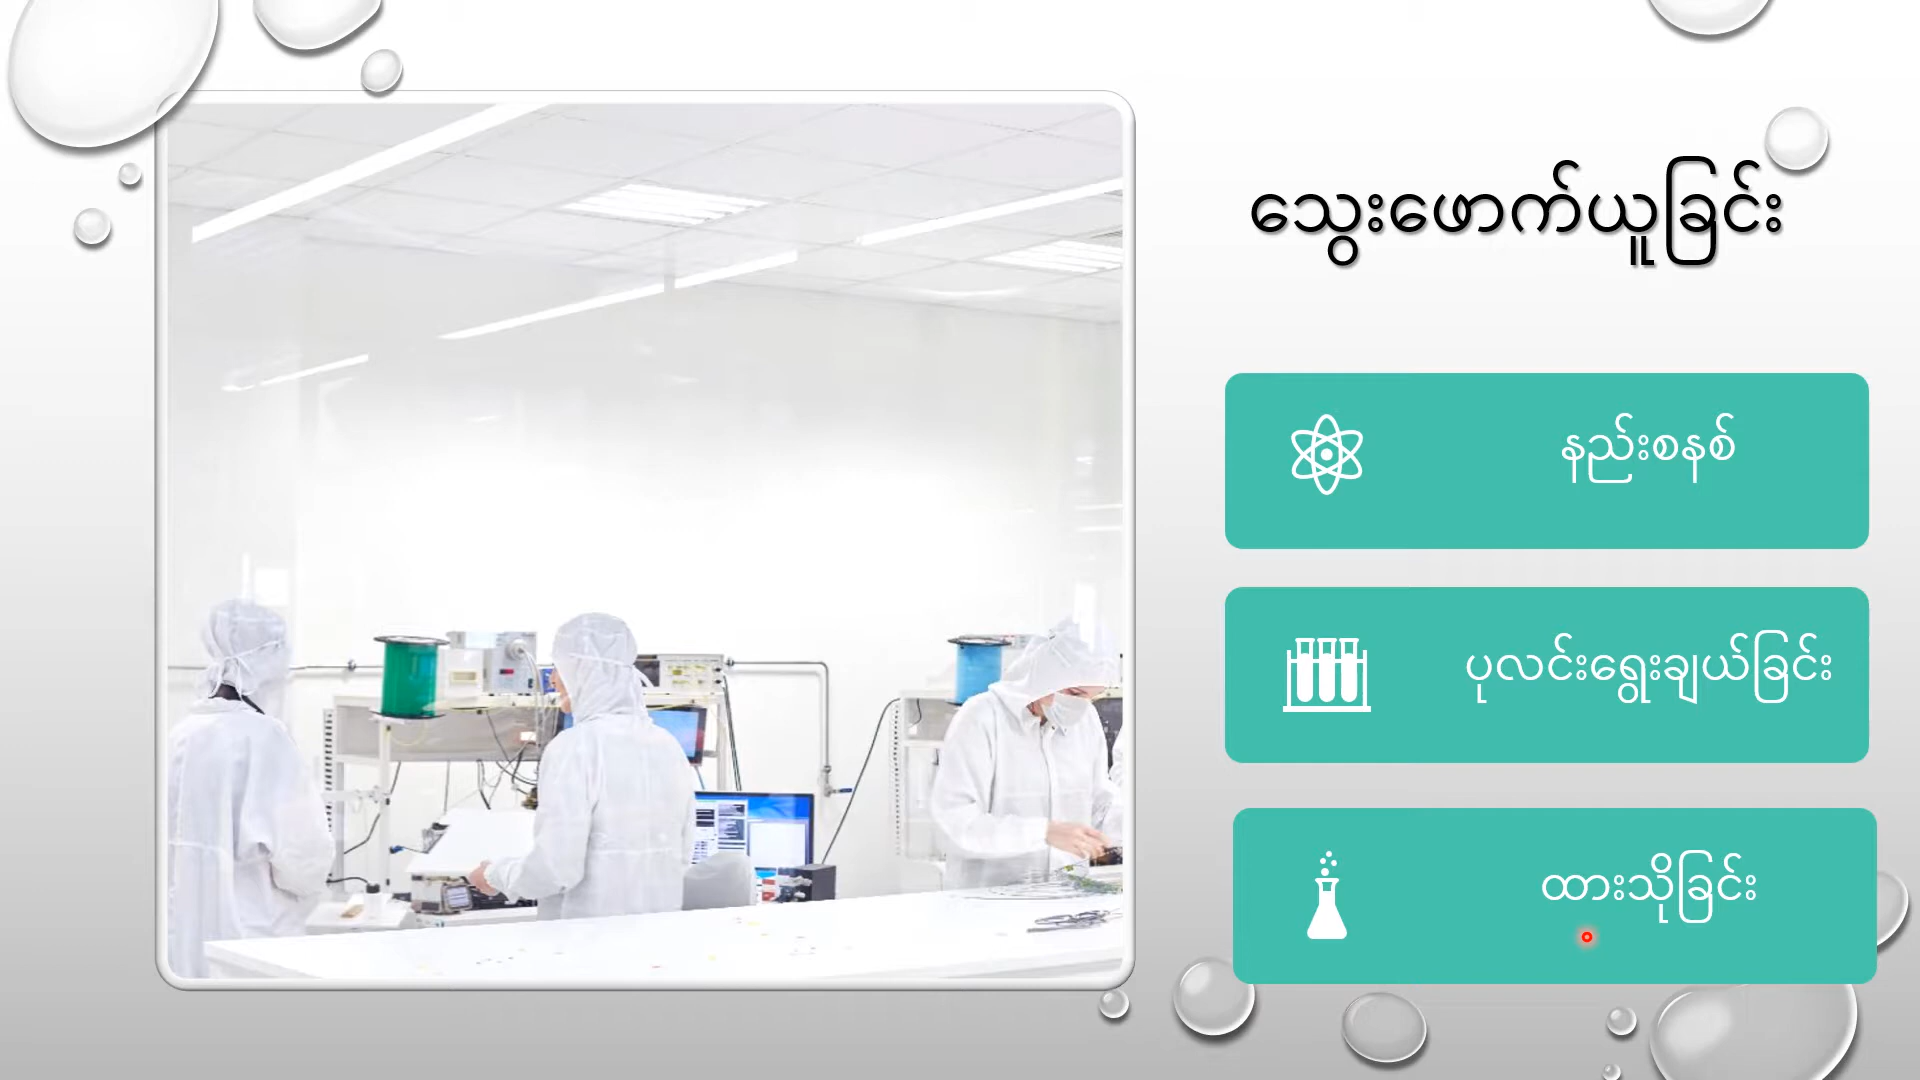 သွေးဖောက်ယူခြင်း
နည်းစနစ်
ပုလင်းရွေးချယ်ခြင်း
ထားသိုခြင်း